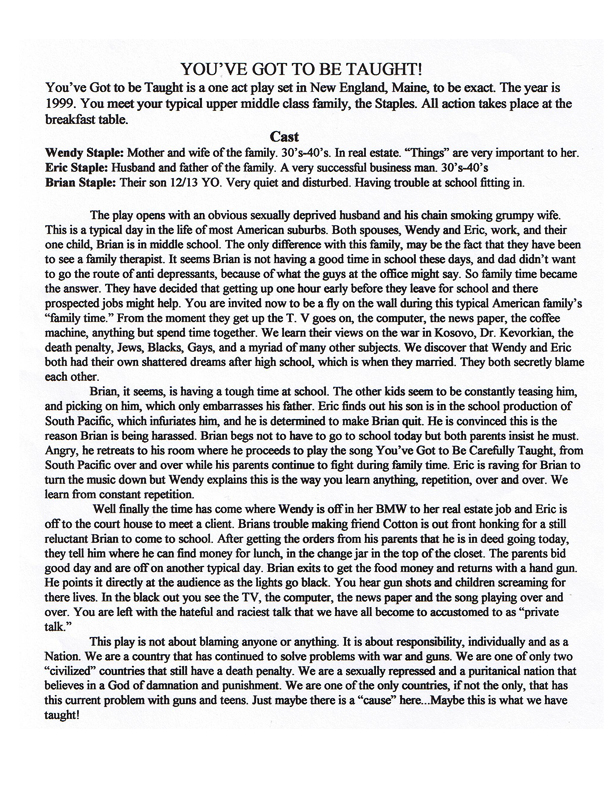 YOU'VE GOT TO BE TAUGHT!
You've Got to be Taught is a one act play set in New England, Maine, to be exact. The year is
1999. You meet your typical upper middle class family, the Staples. All action takes place at the
breakfast table.
Cast
Wendy Staple: Mother and wife of the family. 30's-40's. In real estate. "Things" are very important to her.
Eric Staple: Husband and father of the family. A very successful business man. 30's-40's
Brian Staple: Their son 12/13 YO. Very quiet and disturbed. Having trouble at school fitting in.
The play opens with an obvious sexually deprived husband and his chain smoking grumpy wife.
This is a typical day in the life of most American suburbs. Both spouses, Wendy and Eric, work, and their
one child, Brian is in middle school. The only difference with this family, may be the fact that they have been
to see a family therapist. It seems Brian is not having a good time in school these days, and dad didn't want
to go the route of anti depressants, because of what the guys at the office might say. So family time became
the answer. They have decided that getting up one hour early before they leave for school and there
prospected jobs might help. You are invited now to be a fly on the wall during this typical American family's
"family time." From the moment they get up the T. V goes on, the computer, the news paper, the coffee
machine, anything but spend time together. We learn their views on the war in Kosovo, Dr. Kevorkian, the
death penalty, Jews, Blacks, Gays, and a myriad of many other subjects. We discover that Wendy and Eric
both had their own shattered dreams after high school, which is when they married. They both secretly blame
each other.
Brian, it seems, is having a tough time at school. The other kids seem to be constantly teasing him,
and picking on him, which only embarrasses his father. Eric finds out his son is in the school production of
South Pacific, which infuriates him, and he is determined to make Brian quit. He is convinced this is the
reason Brian is being harassed. Brian begs not to have to go to school today but both parents insist he must.
Angry, he retreats to his room where he proceeds to play the song You've Got to Be Carefully Taught, from
South Pacific over and over while his parents continue to fight during family time. Eric is raving for Brian to
turn the music down but Wendy explains this is the way you learn anything, repetition, over and over. We
learn from constant repetition.
Well finally the time has come where Wendy is off in her BMW to her real estate job and Eric is
off to the court house to meet a client. Brians trouble making friend Cotton is out front honking for a still
reluctant Brian to come to school. After getting the orders from his parents that he is in deed going today,
they tell him where he can find money for lunch, in the change jar in the top of the closet. The parents bid
good day and are off on another typical day. Brian exits to get the food money and returns with a hand gun.
He points it directly at the audience as the lights go black. You hear gun shots and children screaming for
there lives. In the black out you see the TV, the computer, the news paper and the song playing over and
over. You are left with the hateful and raciest talk that we have all become to accustomed to as "private
talk."
This play is not about blaming anyone or anything. It is about responsibility, individually and as a
Nation. We are a country that has continued to solve problems with war and guns. We are one of only two
"civilized" countries that still have a death penalty. We are a sexually repressed and a puritanical nation that
believes in a God of damnation and punishment. We are one of the only countries, if not the only, that has
this current problem with guns and teens. Just maybe there is a "cause" here...Maybe this is what we have
taught!